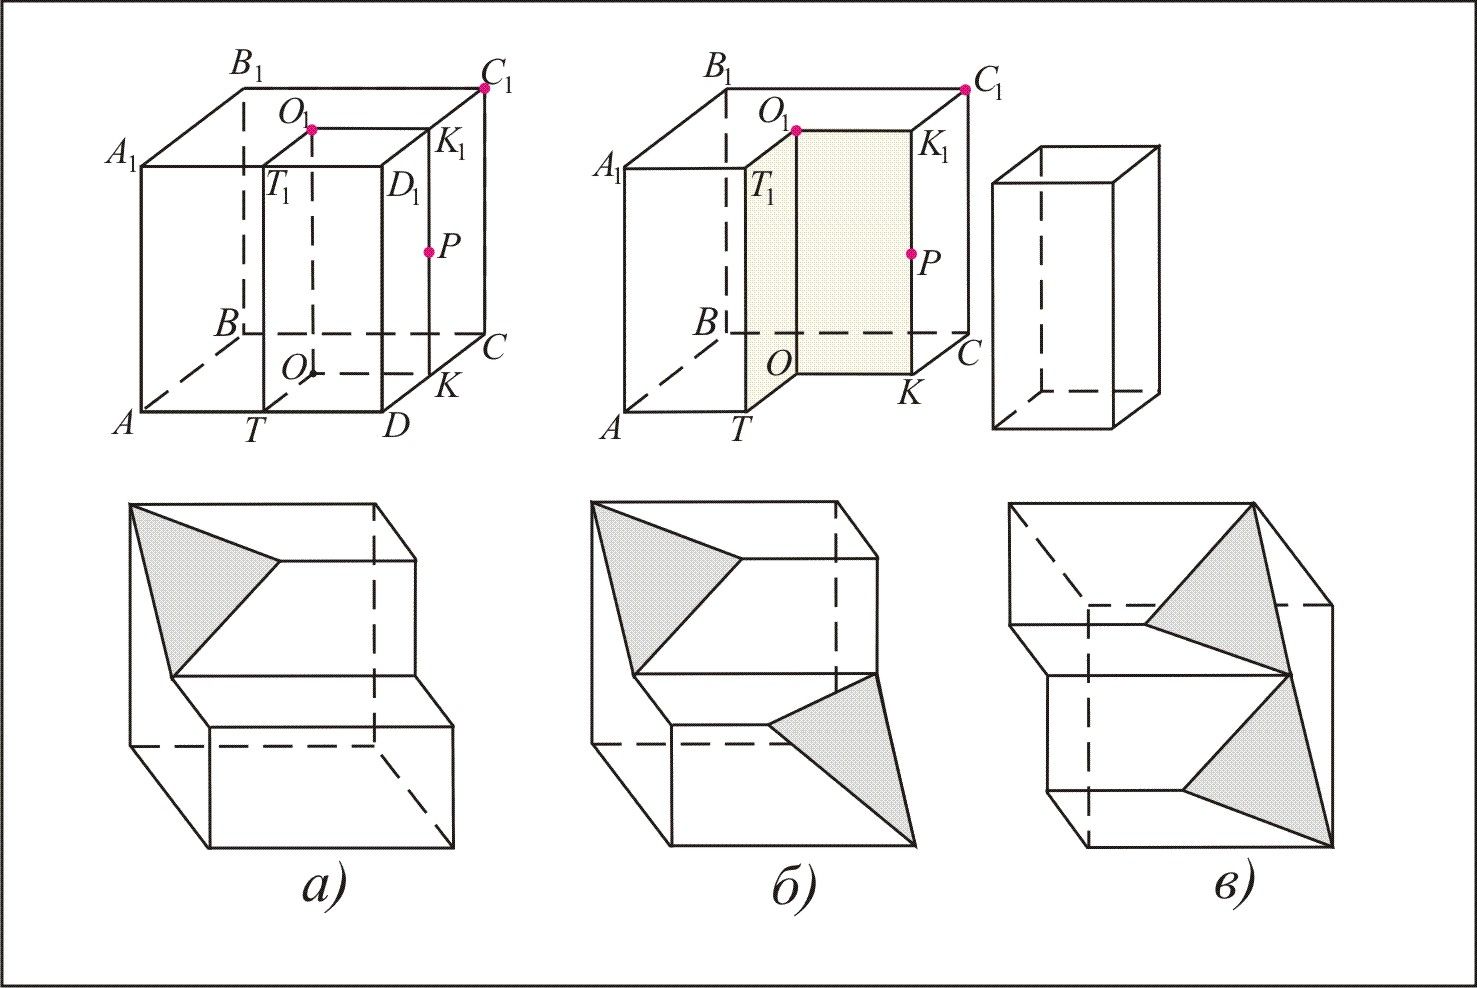 B₁ C₁ B₁ C₁
O₁ O₁
A₁ K₁ A₁ K₁
T₁ D₁ T₁
P P
B B
O C O C
K K
A T D A T
а) б) в)